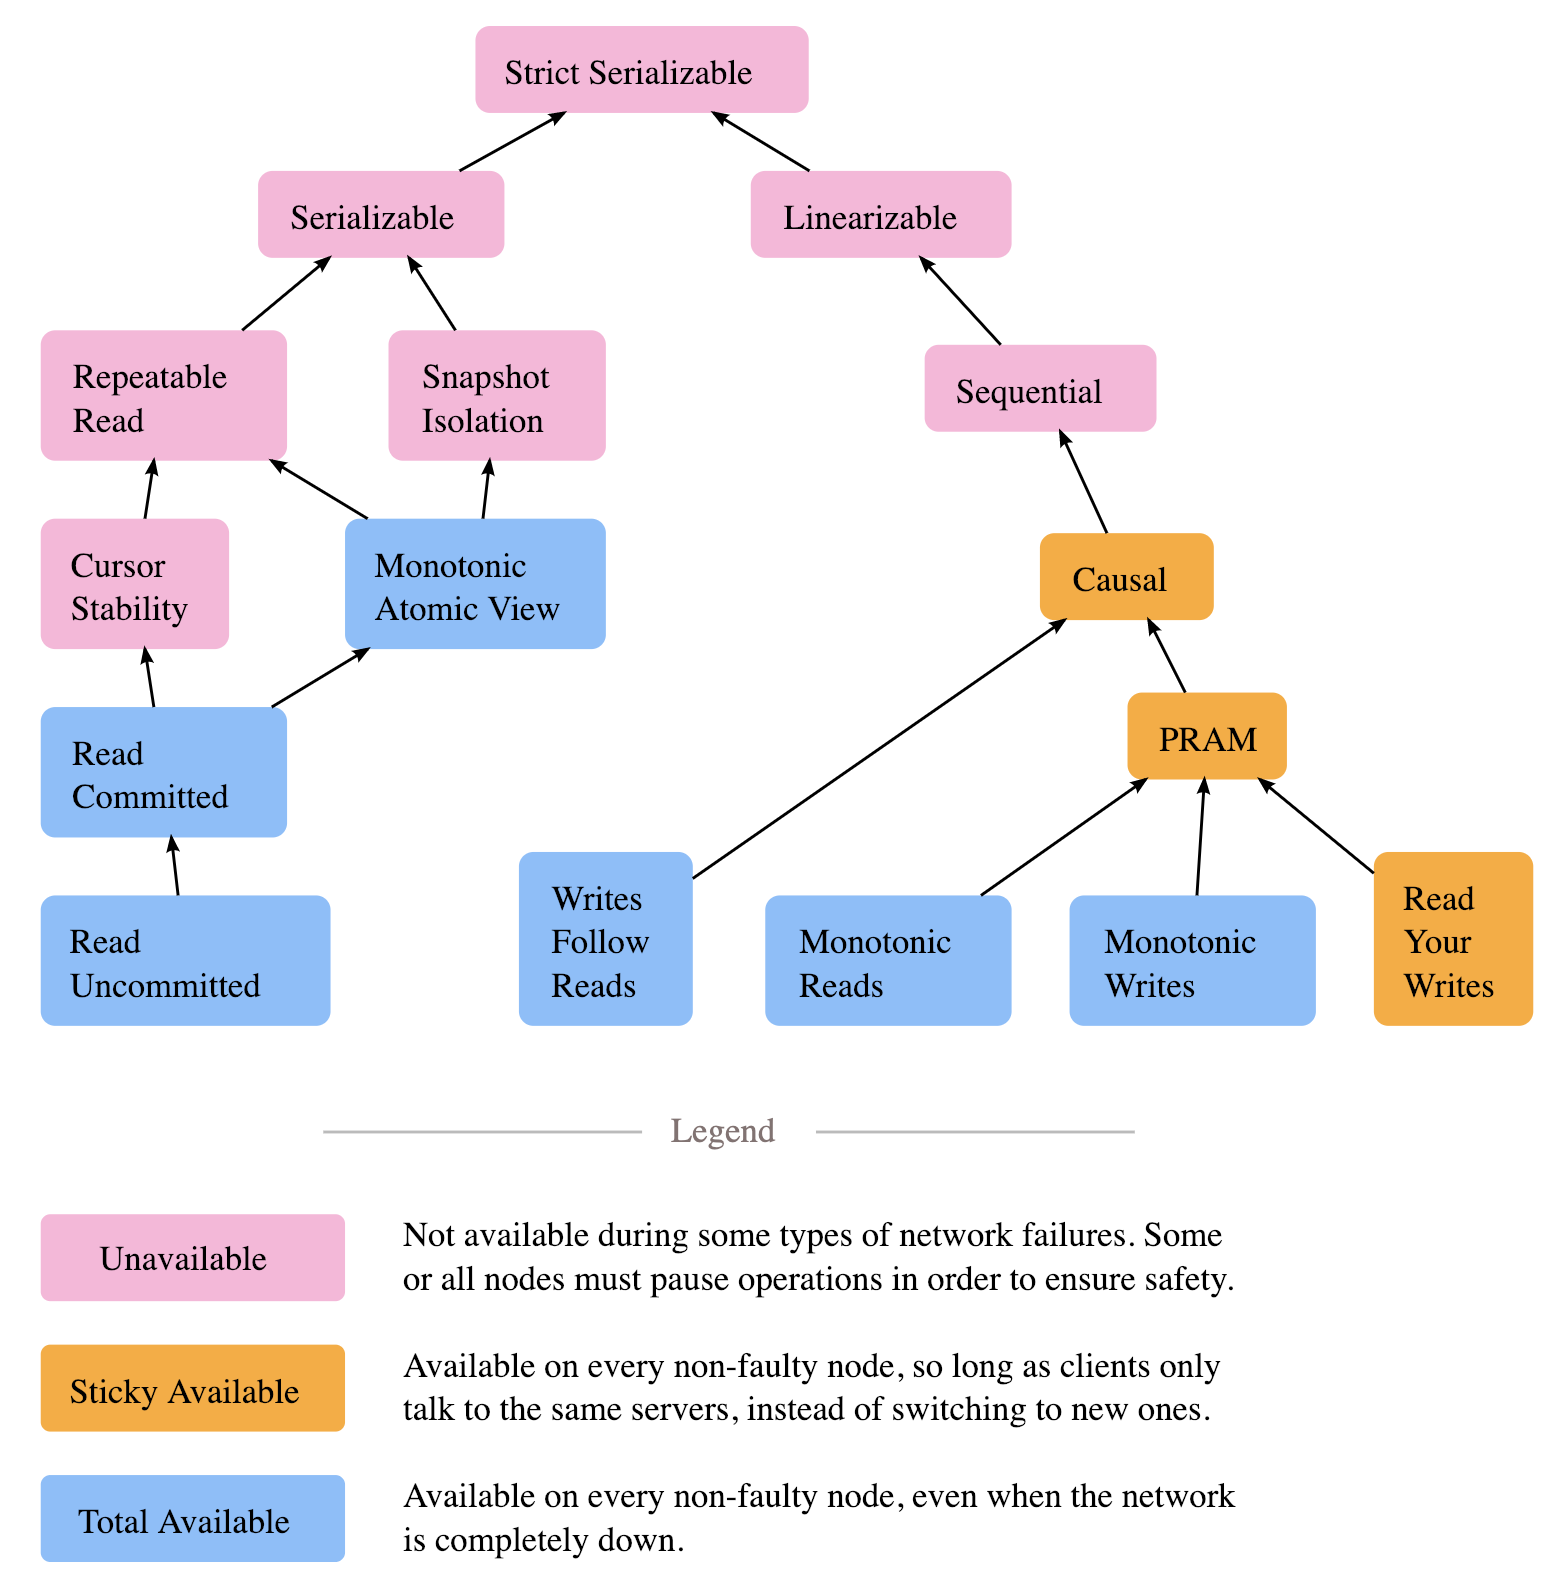 Strict Serializable
Serializable
Linearizable
Repeatable
Read
Snapshot
Isolation
Sequential
Cursor
Stability
Monotonic
Atomic View
Causal
Read
Committed
PRAM
Read
Uncommitted
Writes
Follow
Reads
Monotonic
Reads
Monotonic
Writes
Read
Your
Writes
Legend
Unavailable
Not available during some types of network failures. Some
or all nodes must pause operations in order to ensure safety.
Sticky Available
Available on every non-faulty node, so long as clients only
talk to the same servers, instead of switching to new ones.
Total Available
Available on every non-faulty node, even when the network
is completely down.